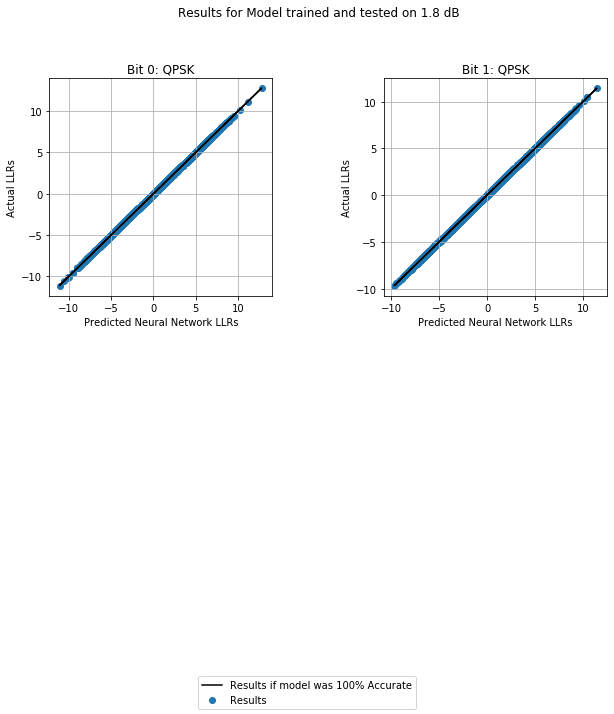 Results for Model trained and tested on 1.8 dB
Bit 0: QPSK
Actual LLRs
10
5
0
−5
−10
−10
−5
0
5
10
Predicted Neural Network LLRs
Bit 1: QPSK
Actual LLRs
10
5
0
−5
−10
−10
−5
0
5
10
Predicted Neural Network LLRs
Results if model was 100% Accurate
Results